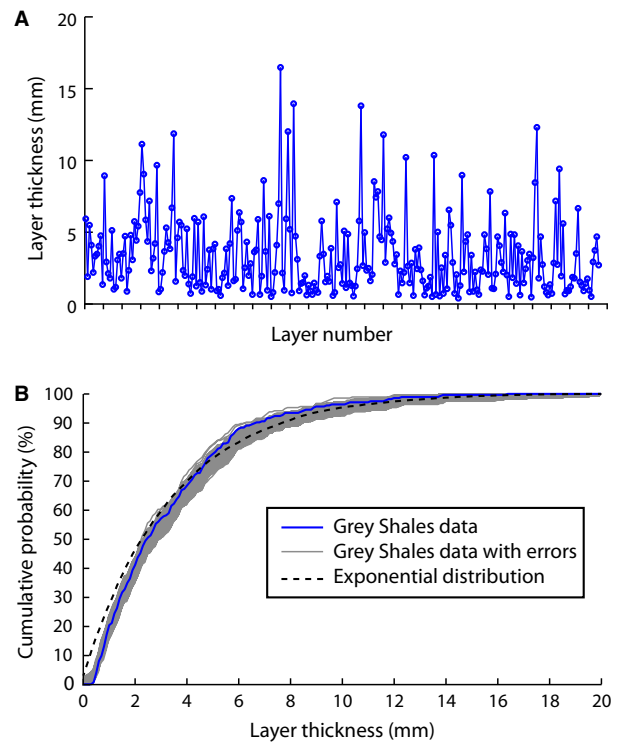 A
20
15
10
5
0
Layer thickness (mm)
Layer number
B
100
90
80
70
60
50
40
30
20
10
0
Cumulative probability (%)
Grey Shales data
Grey Shales data with errors
Exponential distribution
0 2 4 6 8 10 12 14 16 18 20
Layer thickness (mm)